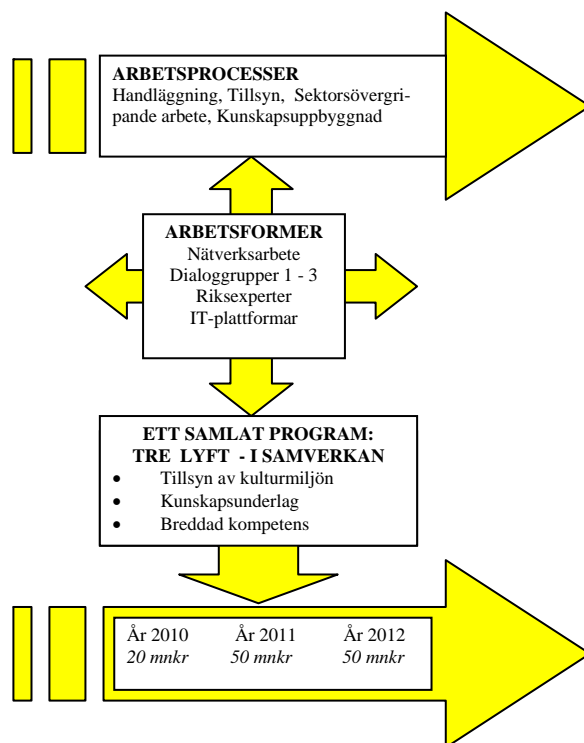 ARBETSPROCESSER
Handläggning, Tillsyn, Sektorsövergri-
pande arbete, Kunskapsuppbyggnad
ARBETSFORMER
Nätverksarbete
Dialoggrupper 1 - 3
Riksexperter
IT-plattformar
ETT SAMLAT PROGRAM:
TRE LYFT - I SAMVERKAN
• Tillsyn av kulturmiljön
• Kunskapsunderlag
• Breddad kompetens
År 2010 År 2011 År 2012
20 mnkr 50 mnkr 50 mnkr